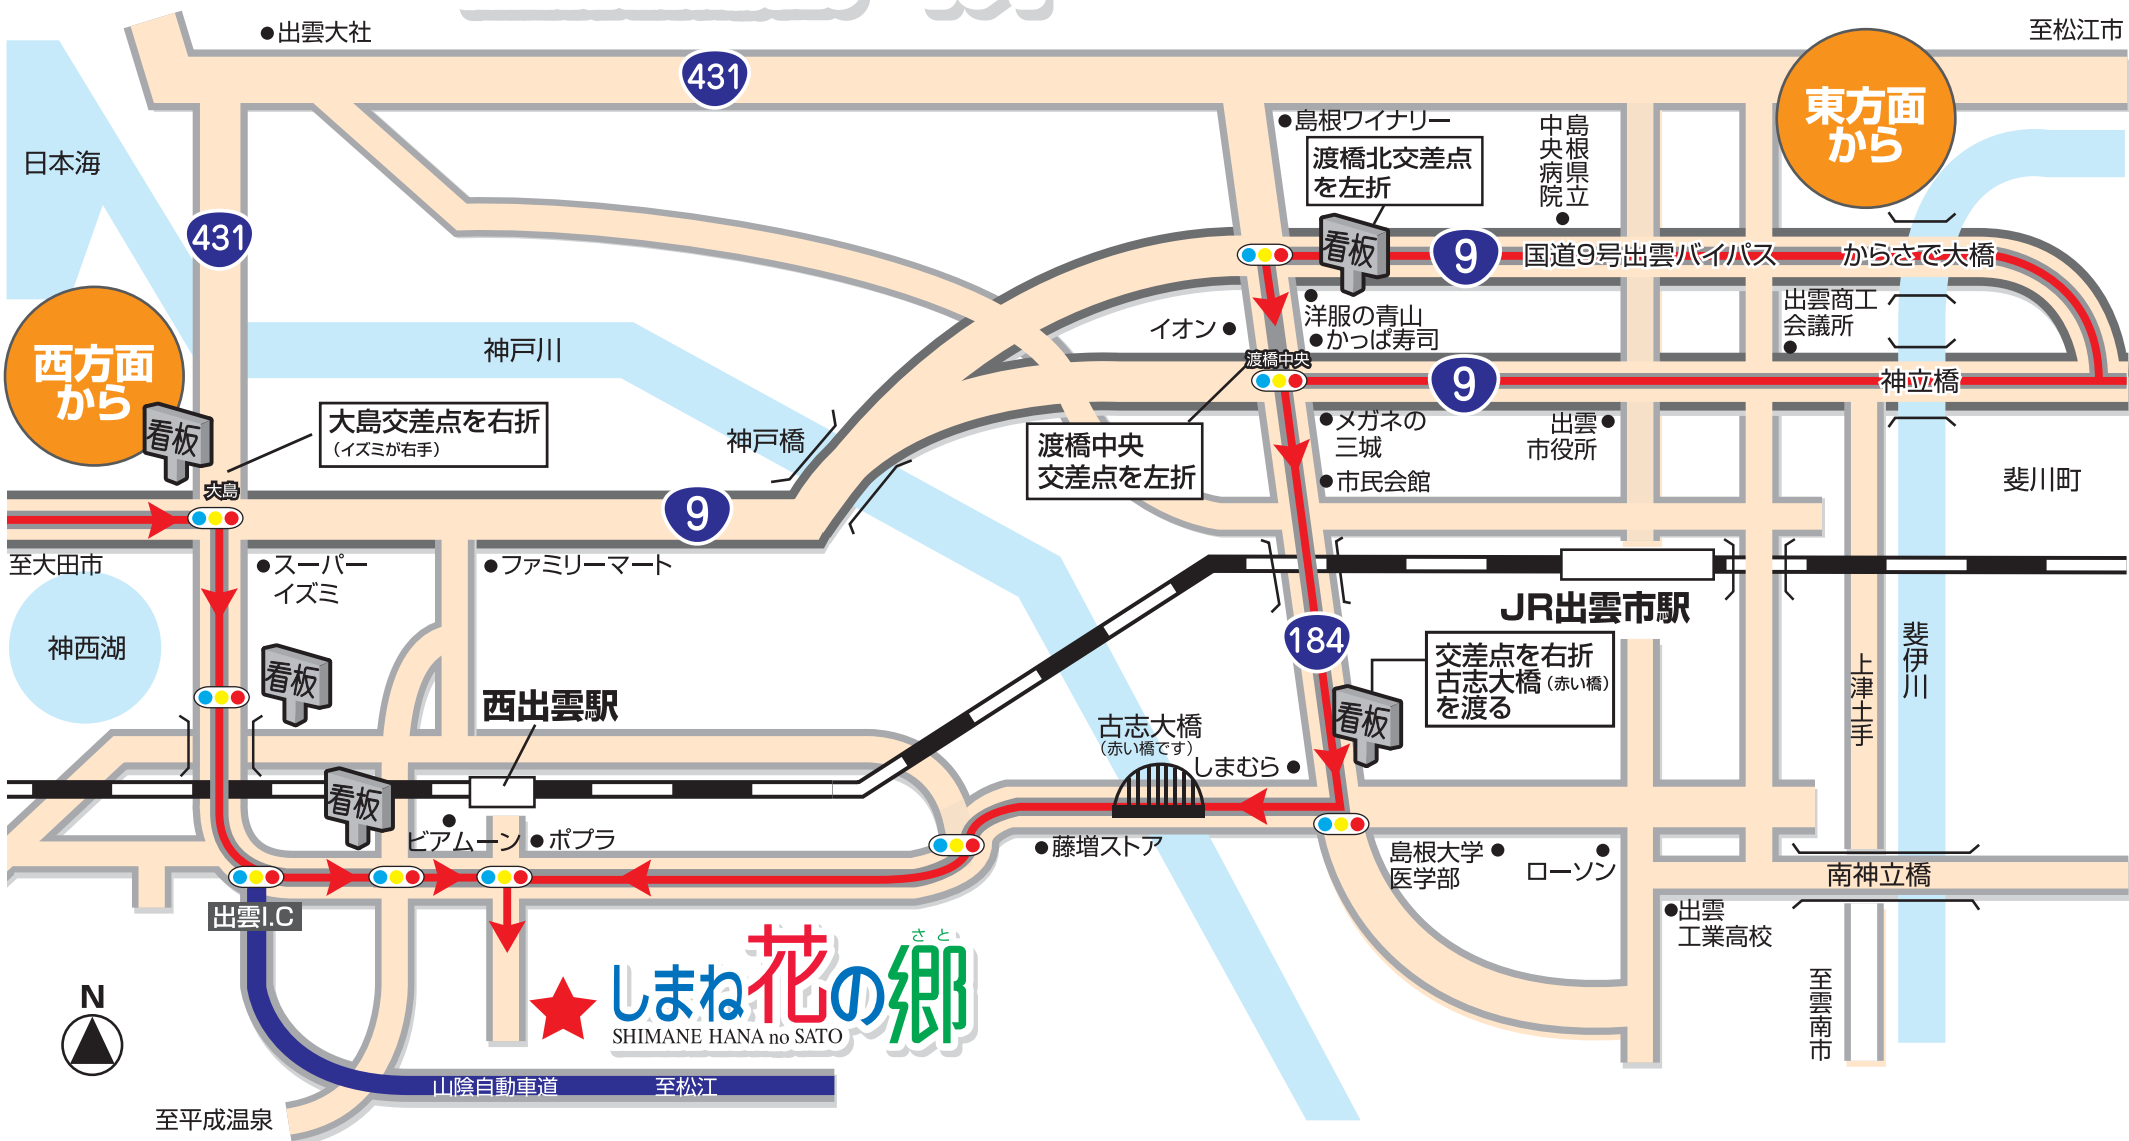 出雲大社
至松江市
431
東方面
から
島根ワイナリー
島根県立
中央病院
渡橋北交差点
を左折
日本海
431
看板
9
国道9号出雲バイパス
からさで大橋
西方面
から
神戸川
イオン
洋服の青山
かっぱ寿司
出雲商工
会議所
渡橋中央
9
神立橋
看板
大島交差点を右折
(イズミが右手)
神戸橋
渡橋中央
交差点を左折
メガネの
三城
市民会館
出雲
市役所
斐川町
大島
9
至大田市
スーパー
イズミ
ファミリーマート
JR出雲市駅
184
神西湖
看板
西出雲駅
交差点を右折
古志大橋(赤い橋)
を渡る
看板
上津土手
斐伊川
古志大橋
(赤い橋です)
しまむら
看板
ビアムーン
ポプラ
藤増ストア
島根大学
医学部
ローソン
南神立橋
出雲I.C
出雲
工業高校
さと
しまね花の郷
SHIMANE HANA no SATO
N
至雲南市
山陰自動車道
至松江
至平成温泉